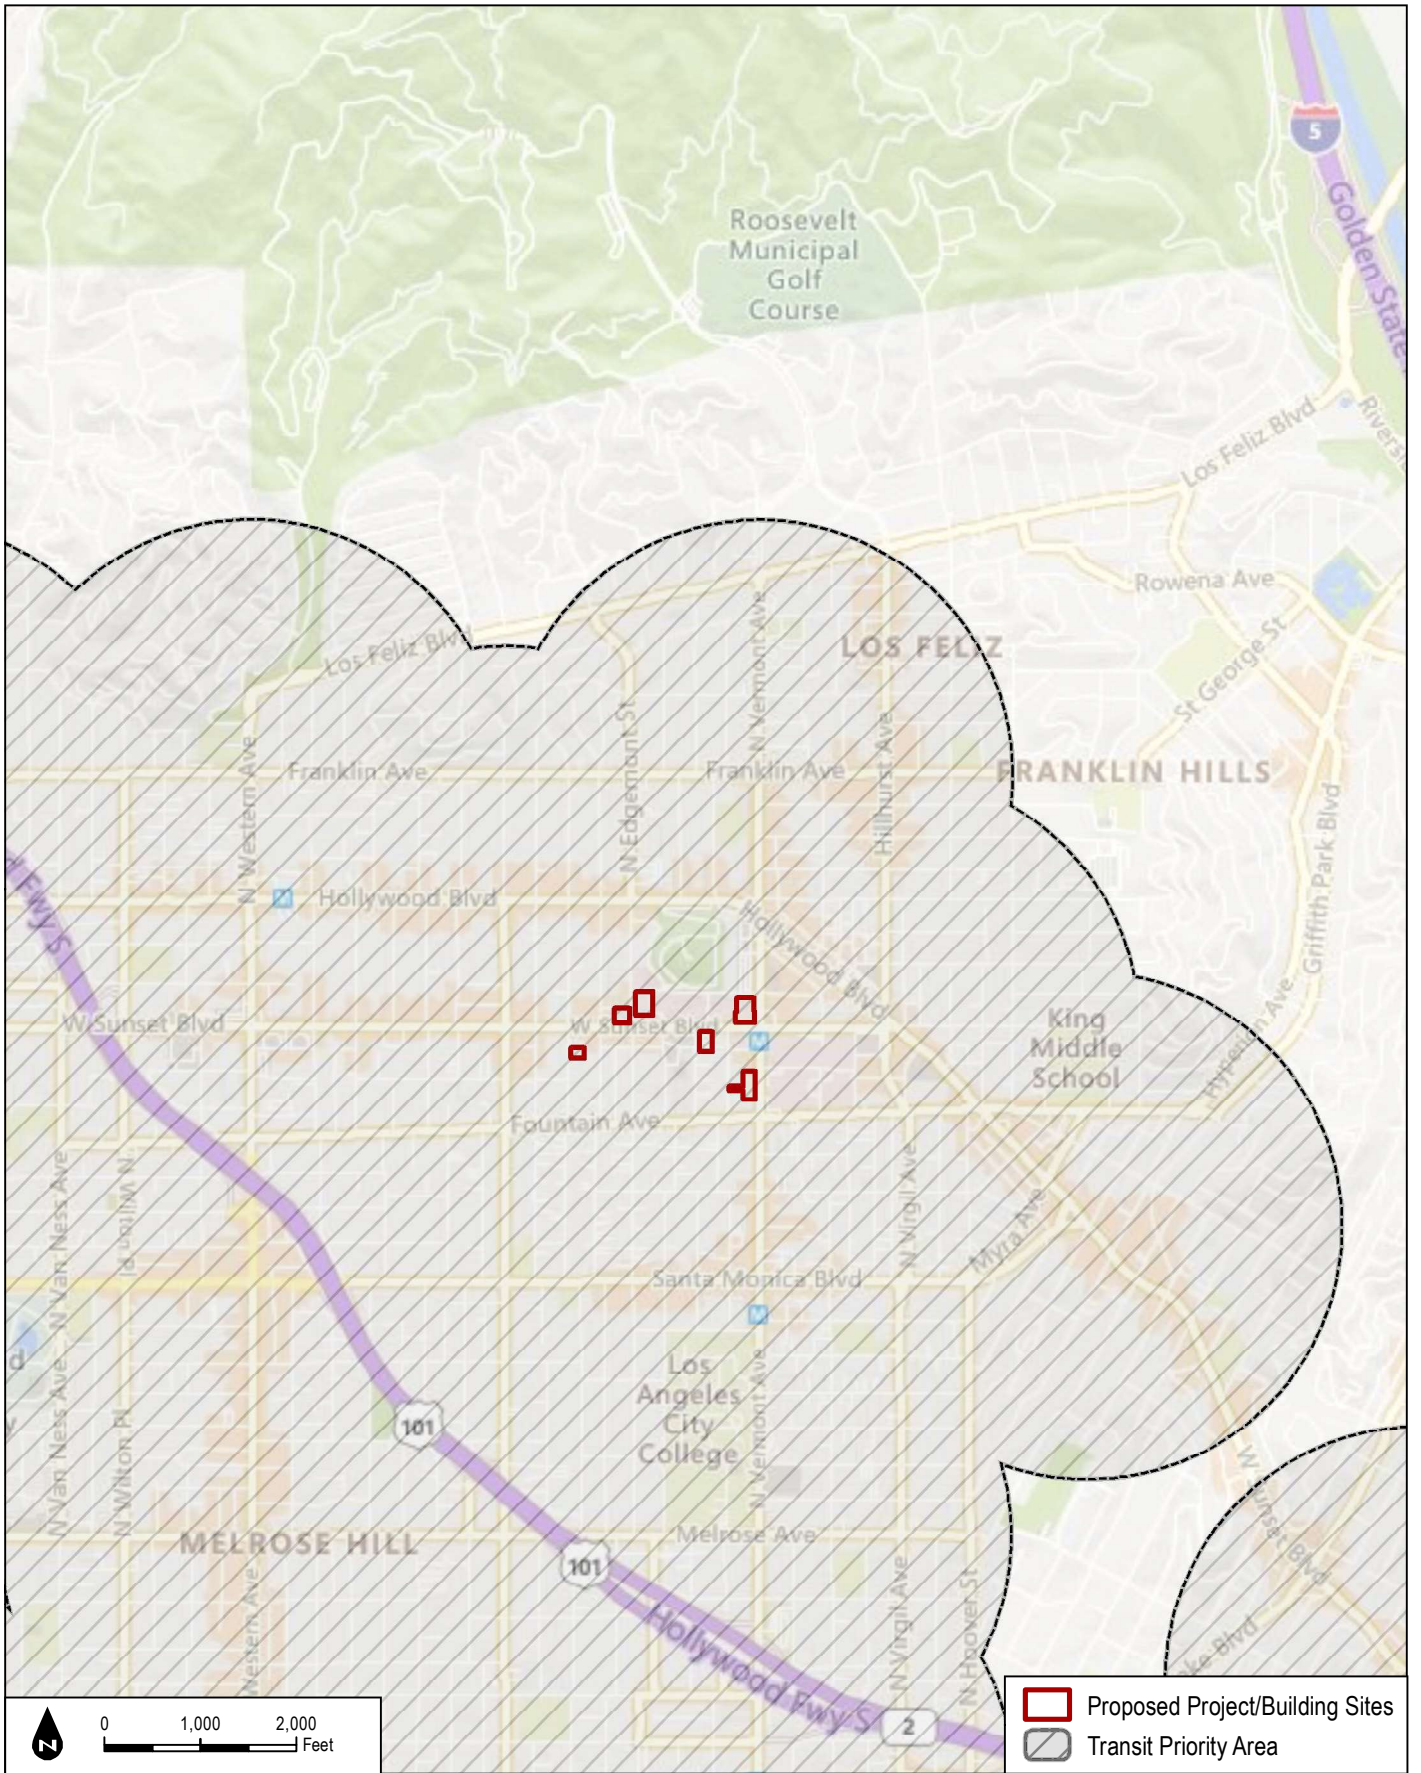 5
Golden State
Roosevelt
Municipal
Golf
Course
Los Feliz Blvd
Rowena Ave
St George St
LOS FELIZ
N Vermont Ave
Los Feliz Blvd
N Edgemont St
Hillhurst Ave
Franklin Ave
Franklin Ave
FRANKLIN HILLS
N Western Ave
Griffith Park Blvd
Hollywood Blvd
M
Hollywood Blvd
Fwy S
W Sunset Blvd
W Sunset Blvd
M
King
Middle
School
Hyperion Ave
Fountain Ave
N Van Ness Ave
N Wilton Pl
N Virgil Ave
Myra Ave
Santa Monica Blvd
M
d
y
Los
Angeles
City
College
N Vermont Ave
101
N Van Ness Ave
N Wilton Pl
W Sunset Blvd
Melrose Ave
MELROSE HILL
101
Western Ave
N Virgil Ave
N Hoover St
Hollywood Fwy S
ke Blvd
2
N
0 1,000 2,000
Feet
Proposed Project/Building Sites
Transit Priority Area